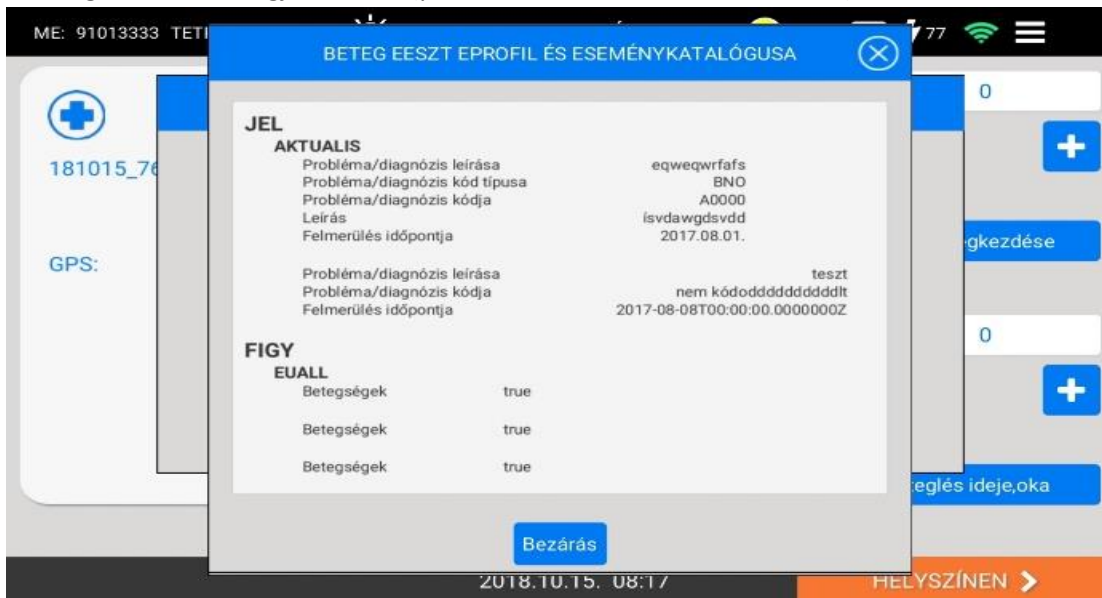 ME: 91013333 TETI
77
BETEG EESZT EPROFIL ÉS ESEMÉNYKATALÓGUSA
0
181015_76
GPS:
JEL
AKTUALIS
Probléma/diagnózis leírása eqweqwrfafs
Probléma/diagnózis kód típusa BNO
Probléma/diagnózis kódja A0000
Leírás ísvdawgdsvdd
Felmerülés időpontja 2017.08.01.
gkezdése
Probléma/diagnózis leírása teszt
Probléma/diagnózis kódja nem kódodddddddddddlt
Felmerülés időpontja 2017-08-08T00:00:00.0000000Z
0
FIGY
EUALL
Betegségek true
Betegségek true
Betegségek true
eglés ideje,oka
Bezárás
2018.10.15. 08:17
HELYSZÍNEN